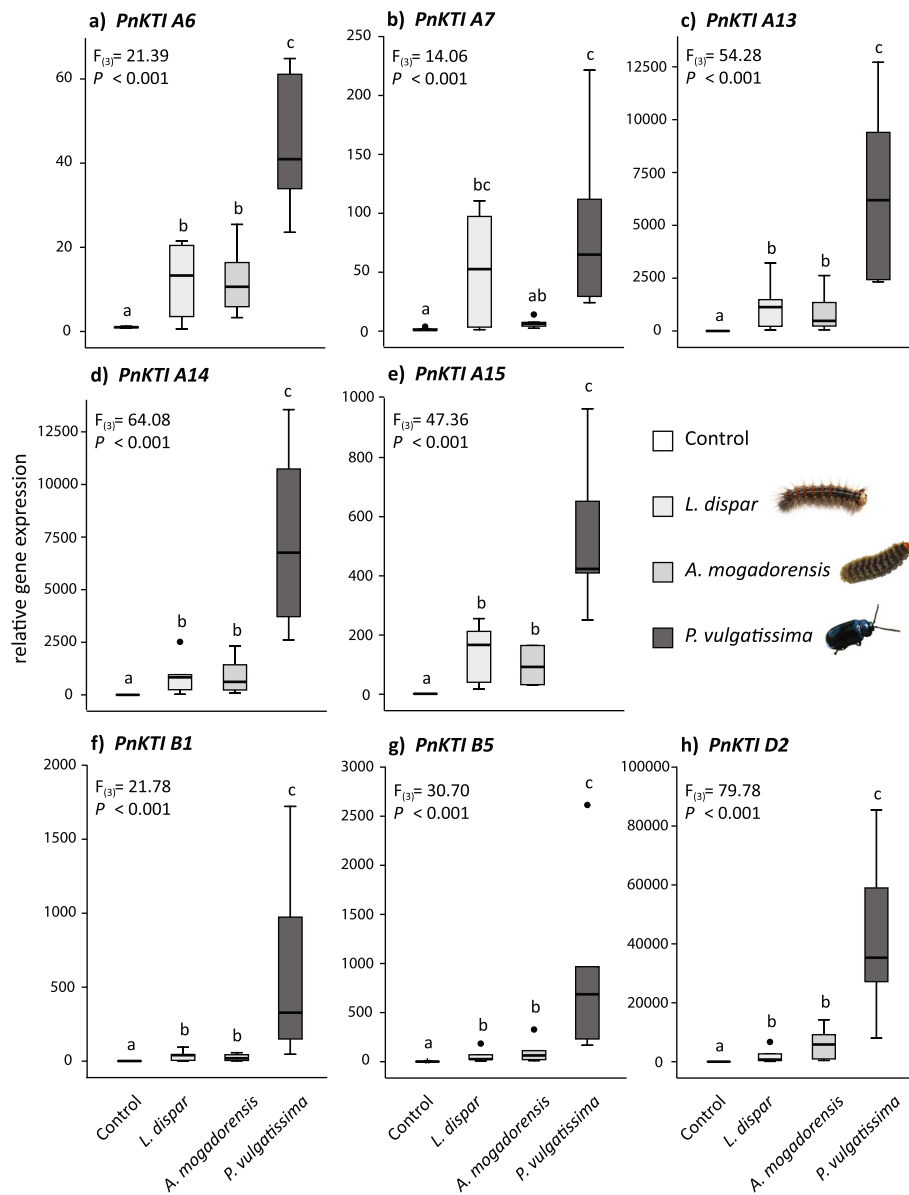 a) PnKTI A6
F(3)= 21.39
P < 0.001
60
40
20
0
a
b
b
c
b) PnKTI A7
F(3)= 14.06
P < 0.001
250
200
150
100
50
0
a
bc
ab
c
c) PnKTI A13
F(3)= 54.28
P < 0.001
12500
10000
7500
5000
2500
0
a
b
b
c
relative gene expression
d) PnKTI A14
F(3)= 64.08
P < 0.001
12500
10000
7500
5000
2500
0
a
b
b
c
e) PnKTI A15
F(3)= 47.36
P < 0.001
1000
800
600
400
200
0
a
b
b
c
Control
L. dispar
A. mogadorensis
P. vulgatissima
f) PnKTI B1
F(3)= 21.78
P < 0.001
2000
1500
1000
500
0
a
b
b
c
Control
L. dispar
A. mogadorensis
P. vulgatissima
g) PnKTI B5
F(3)= 30.70
P < 0.001
3000
2500
2000
1500
1000
500
0
a
b
b
c
Control
L. dispar
A. mogadorensis
P. vulgatissima
h) PnKTI D2
F(3)= 79.78
P < 0.001
100000
80000
60000
40000
20000
0
a
b
b
c
Control
L. dispar
A. mogadorensis
P. vulgatissima